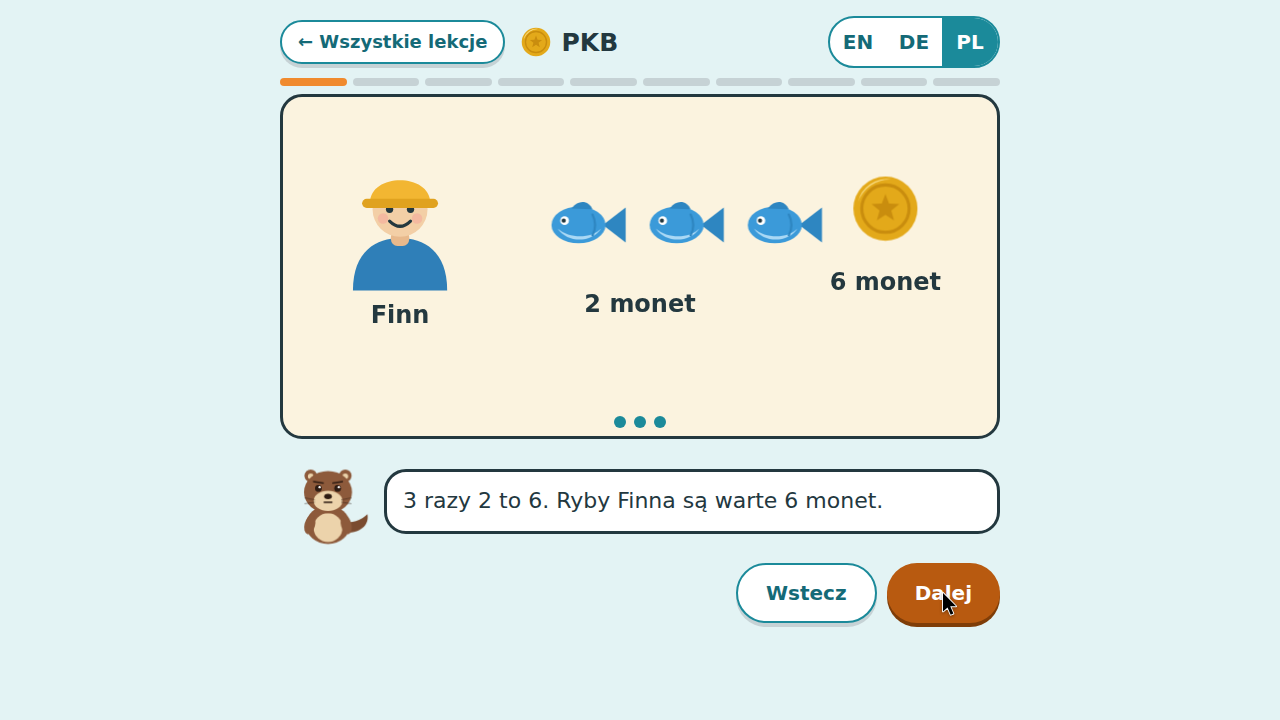 ← Wszystkie lekcje
PKB
EN DE PL
6 monet
2 monet
Finn
3 razy 2 to 6. Ryby Finna są warte 6 monet.
Wstecz
Dalej